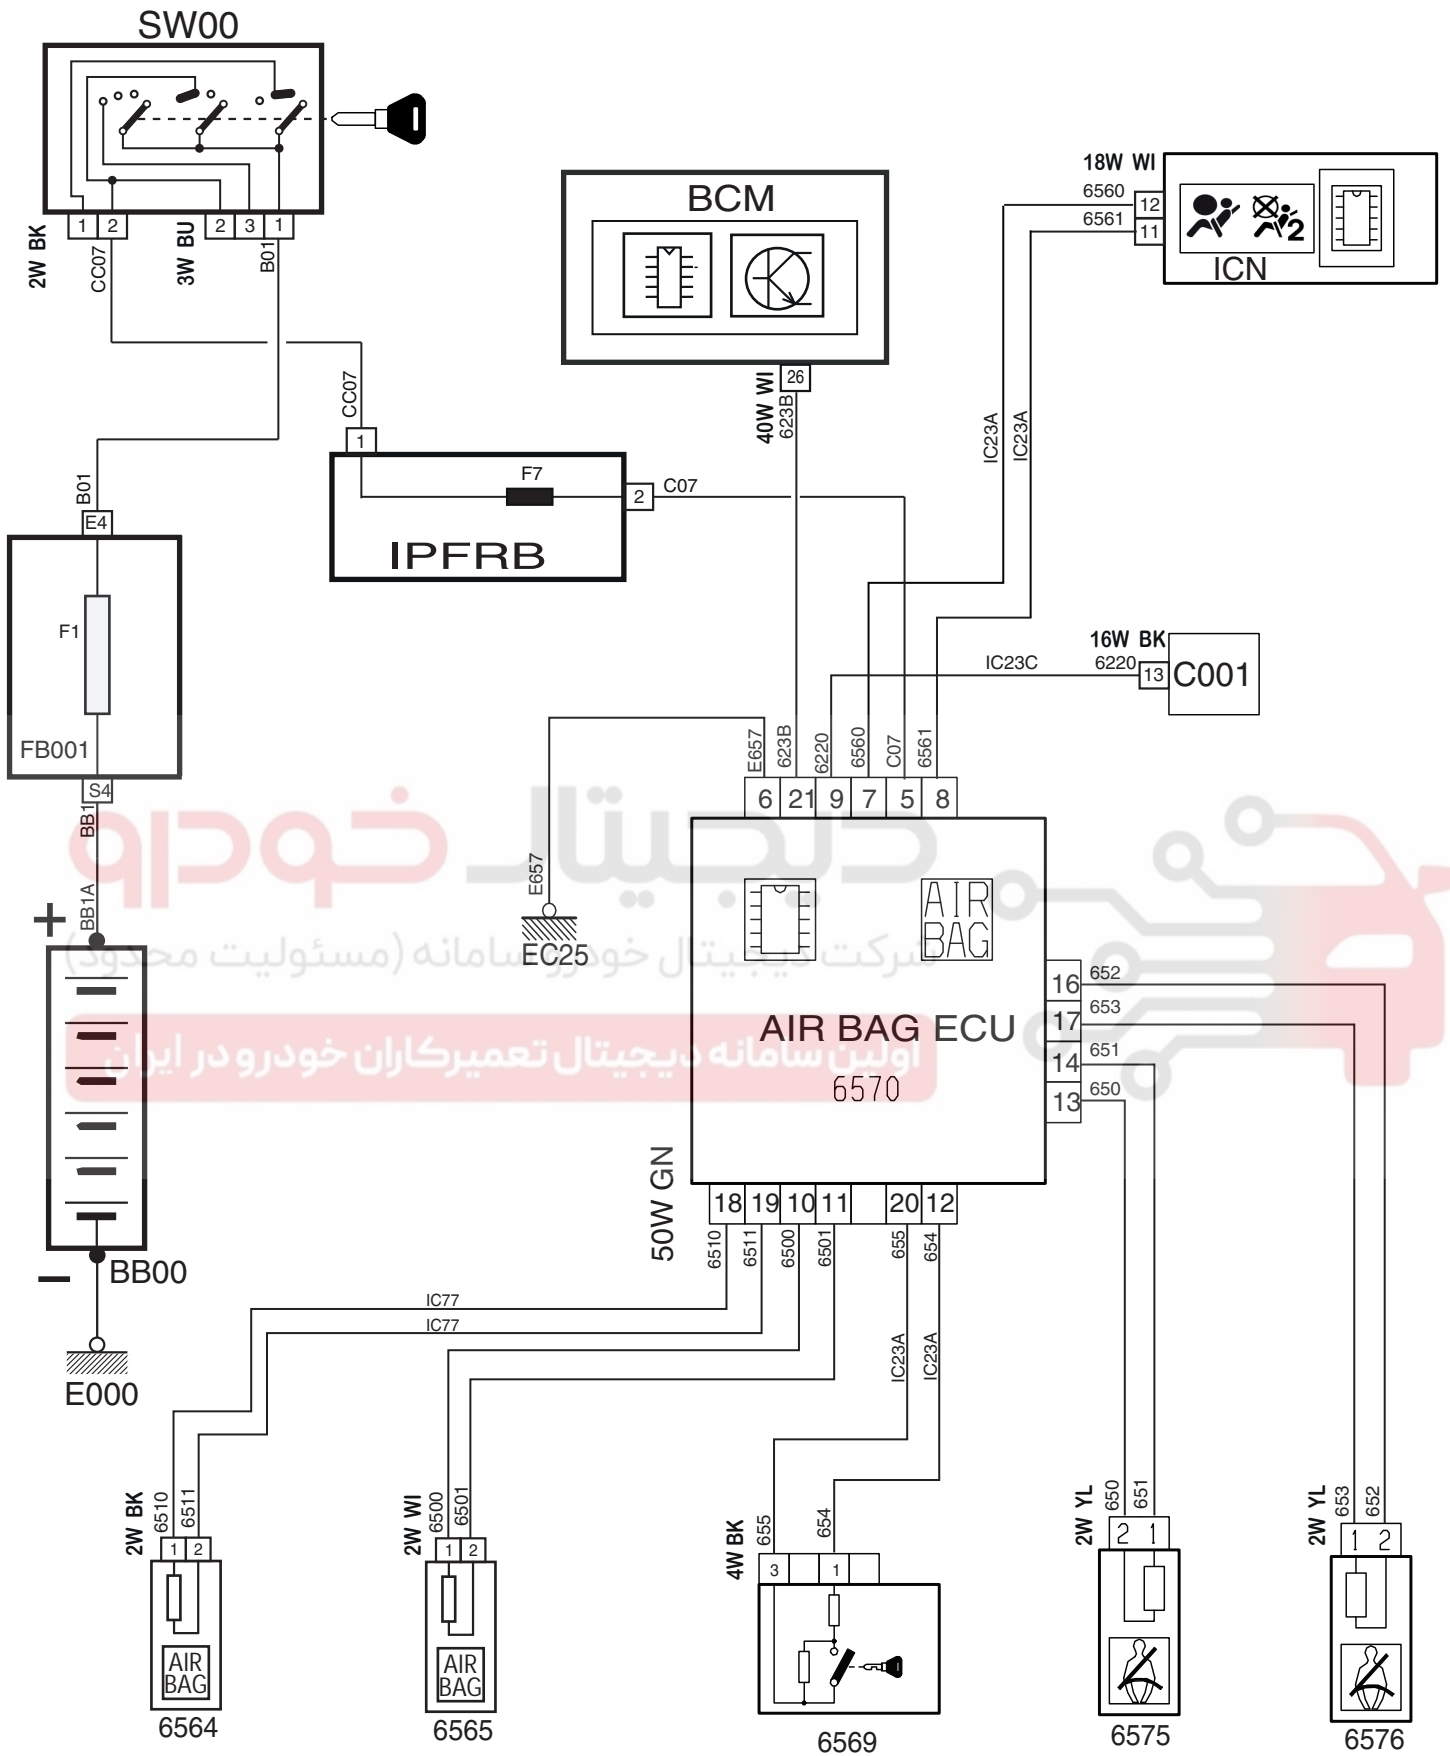 SW00
1 2
2 3 1
2W BK
CC07
3W BU
B01
BCM
26
40W WI
623B
18W WI
6560
12
6561
11
2
ICN
IC23A
IC23A
CC07
1
F7
2
C07
IPFRB
B01
E4
F1
FB001
S4
BB1
BB1A
+
16W BK
IC23C
6220
13
C001
E657
623B
6220
6560
C07
6561
6 21 9 7 5 8
E657
EC25
دیجیتال خودرو
شرکت دیجیتال خودرو سامانه (مسئولیت محدود)
اولین سامانه دیجیتال تعمیرکاران خودرو در ایران
AIR
BAG
AIR BAG ECU
6570
16 652
17 653
14 651
13 650
50W GN
18 19 10 11 20 12
6510
6511
6500
6501
655
654
−
BB00
E000
IC77
IC77
IC23A
IC23A
2W BK
6510
6511
1 2
AIR
BAG
6564
2W WI
6500
6501
1 2
AIR
BAG
6565
4W BK
655
654
3 1
6569
2W YL
650
651
2 1
6575
2W YL
653
652
1 2
6576